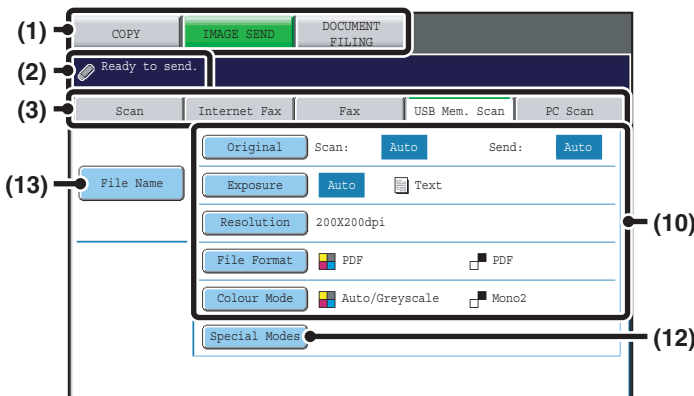 (1)
COPY
IMAGE SEND
DOCUMENT
FILING
(2)
Ready to send.
(3)
Scan
Internet Fax
Fax
USB Mem. Scan
PC Scan
Original
Scan:
Auto
Send:
Auto
(13)
File Name
Exposure
Auto
Text
(10)
Resolution
200X200dpi
File Format
PDF
PDF
Colour Mode
Auto/Greyscale
Mono2
Special Modes
(12)